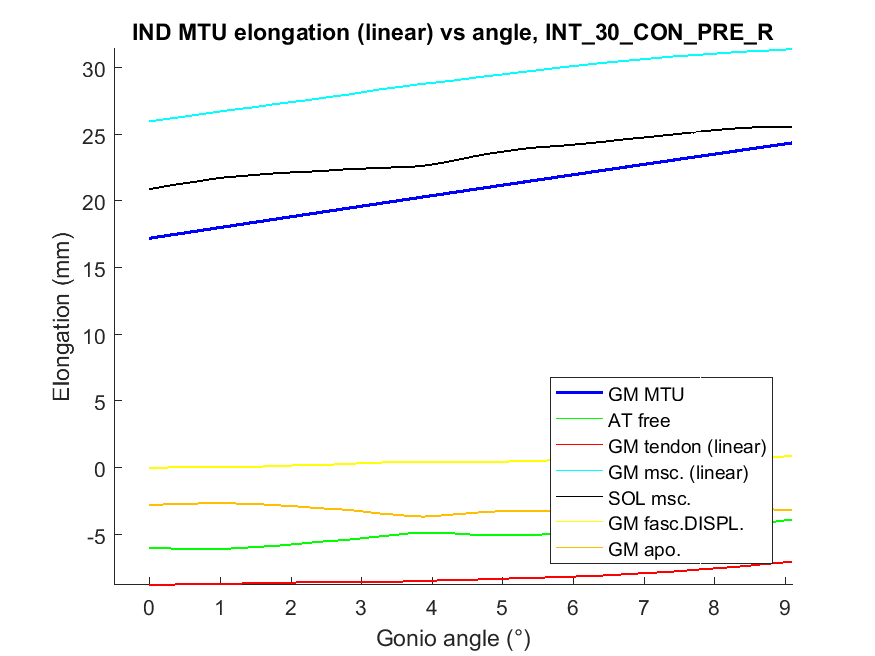 IND MTU elongation (linear) vs angle, INT_30_CON_PRE_R
30
25
20
15
10
5
0
-5
Elongation (mm)
GM MTU
AT free
GM tendon (linear)
GM msc. (linear)
SOL msc.
GM fasc.DISPL.
GM apo.
0 1 2 3 4 5 6 7 8 9
Gonio angle (°)